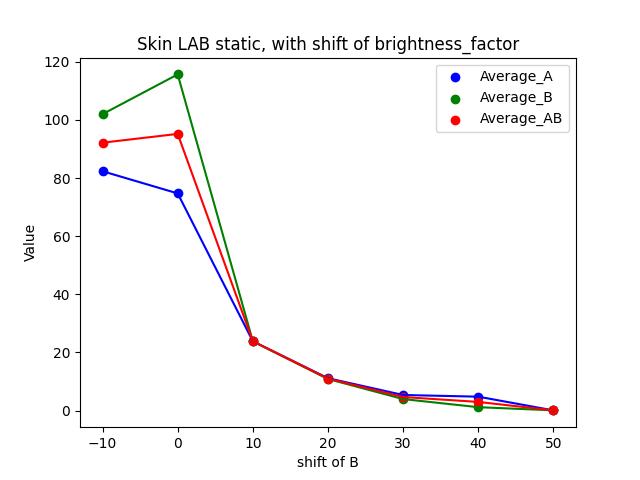 Skin LAB static, with shift of brightness_factor
120
100
80
60
40
20
0
Value
Average_A
Average_B
Average_AB
−10 0 10 20 30 40 50
shift of B